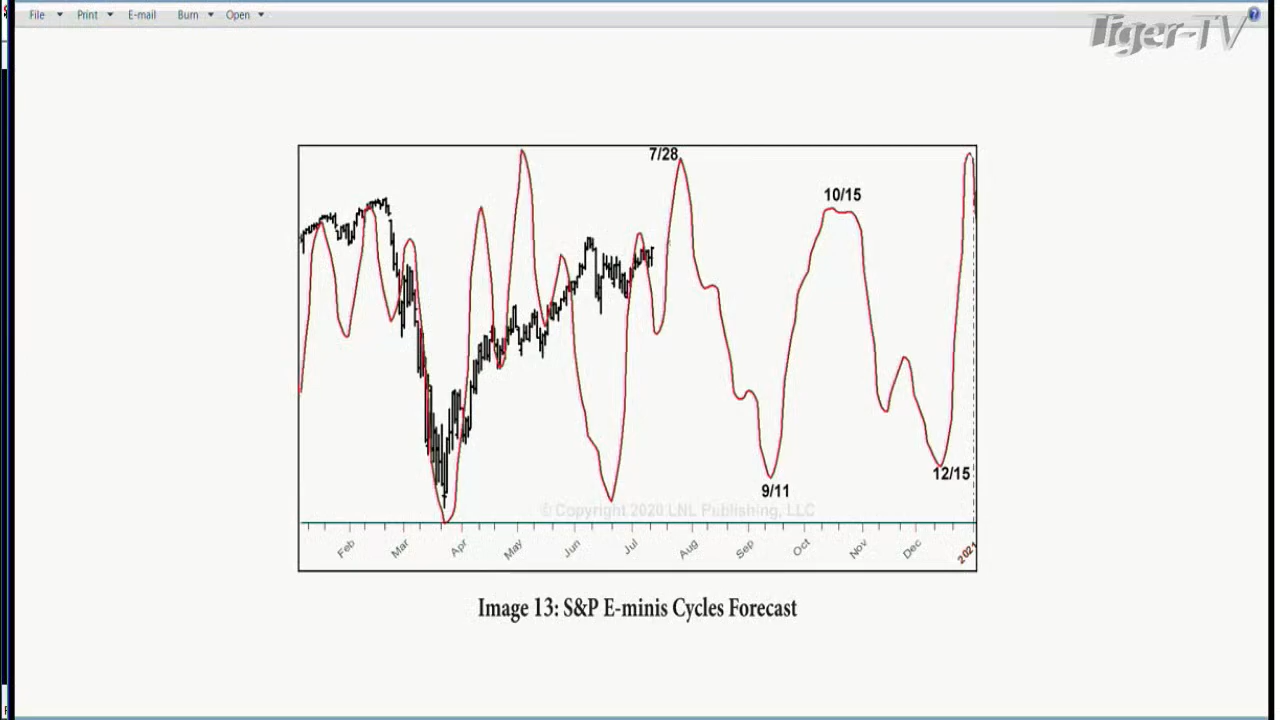 File Print E-mail Burn Open
Tiger-TV
7/28
10/15
9/11
12/15
© Copyright 2020 LNL Publishing, LLC
Feb Mar Apr May Jun Jul Aug Sep Oct Nov Dec 2021
Image 13: S&P E-minis Cycles Forecast